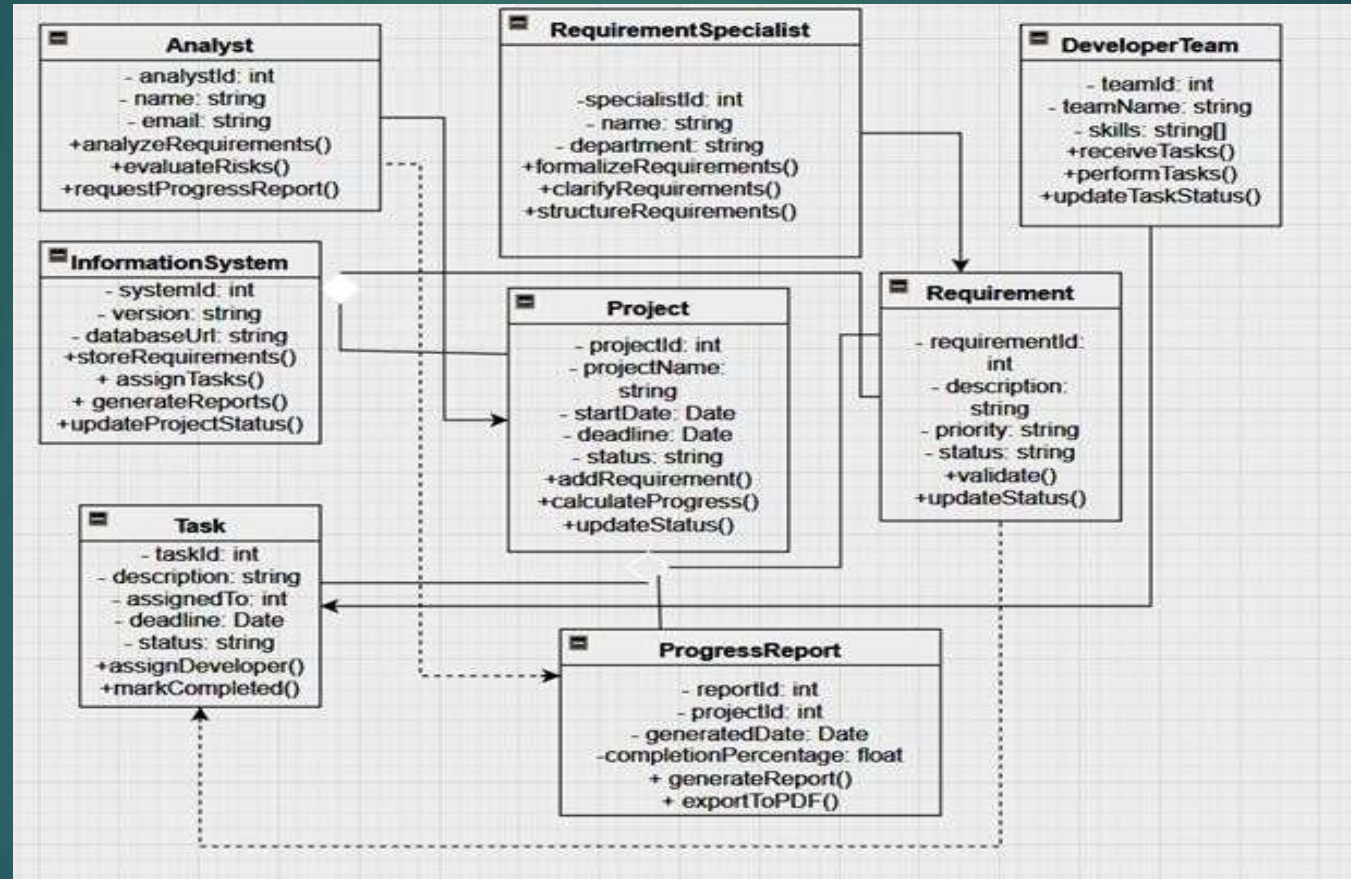 Analyst
- analystId: int
- name: string
- email: string
+analyzeRequirements()
+evaluateRisks()
+requestProgressReport()
RequirementSpecialist
-specialistId: int
- name: string
- department: string
+formalizeRequirements()
+clarifyRequirements()
+structureRequirements()
DeveloperTeam
- teamId: int
- teamName: string
- skills: string[]
+receiveTasks()
+performTasks()
+updateTaskStatus()
InformationSystem
- systemId: int
- version: string
- databaseUrl: string
+storeRequirements()
+ assignTasks()
+ generateReports()
+updateProjectStatus()
Project
- projectId: int
- projectName:
string
- startDate: Date
- deadline: Date
- status: string
+addRequirement()
+calculateProgress()
+updateStatus()
Requirement
- requirementId:
int
- description:
string
- priority: string
- status: string
+validate()
+updateStatus()
Task
- taskId: int
- description: string
- assignedTo: int
- deadline: Date
- status: string
+assignDeveloper()
+markCompleted()
ProgressReport
- reportId: int
- projectId: int
- generatedDate: Date
-completionPercentage: float
+ generateReport()
+ exportToPDF()